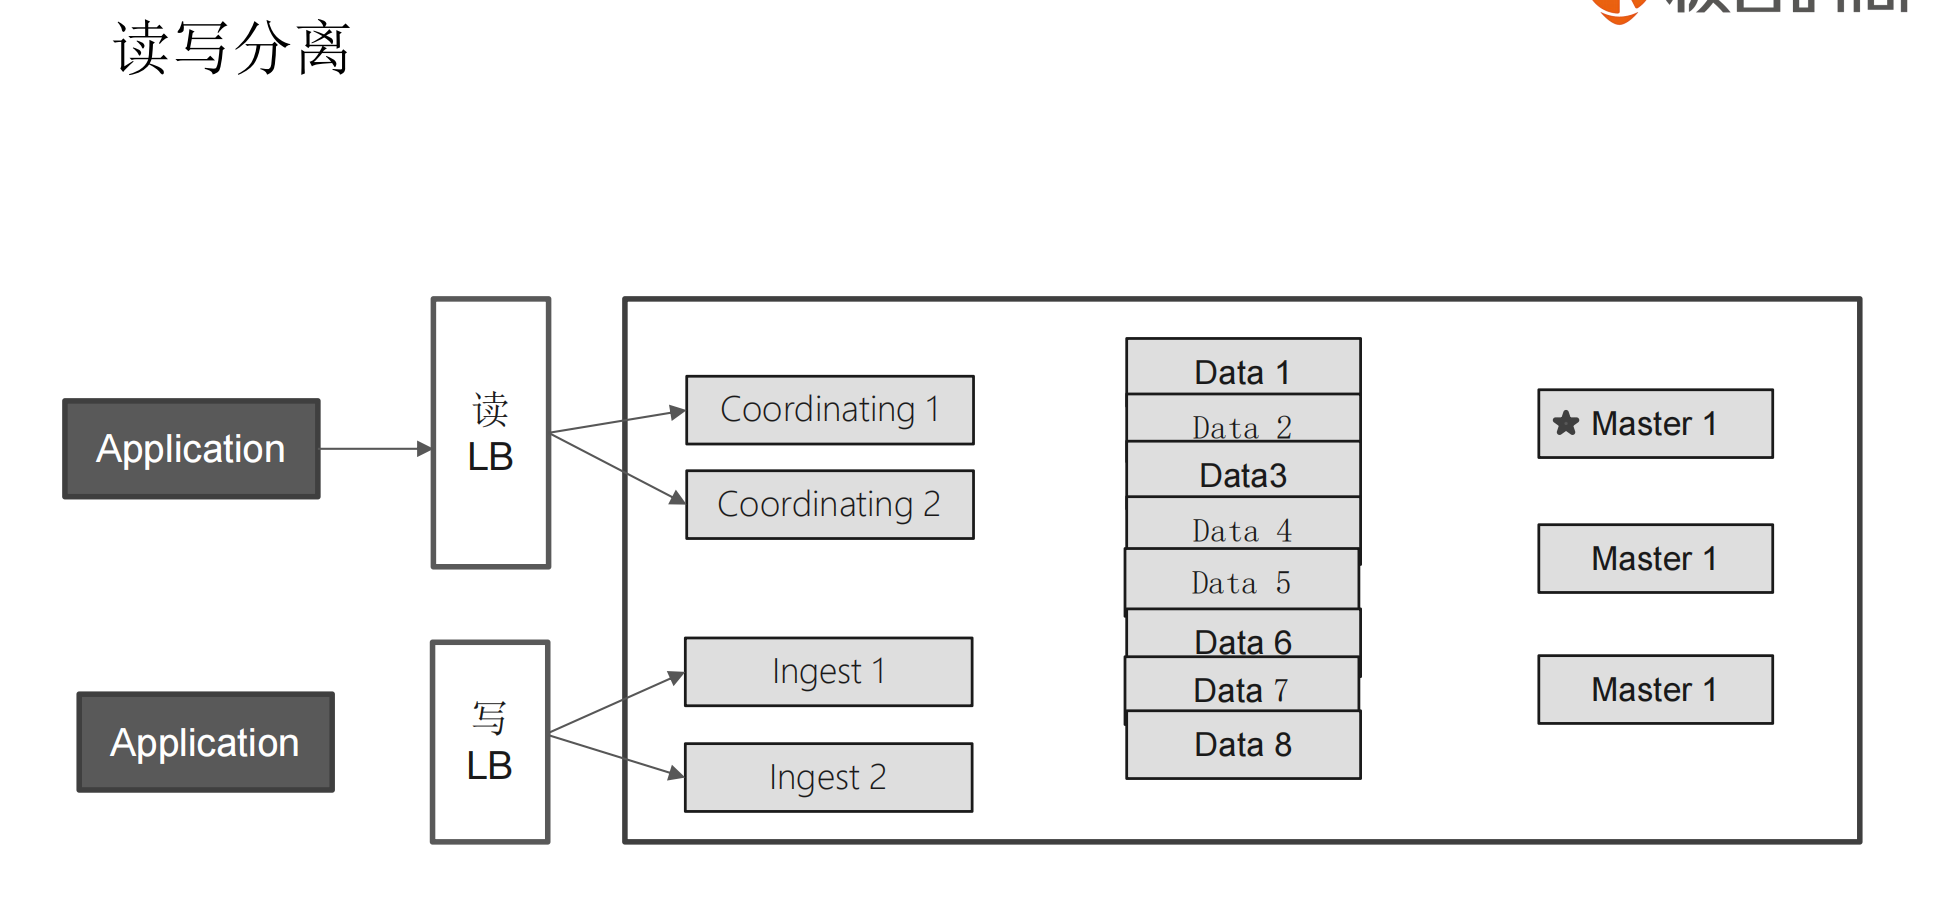 读写分离
Application
读
LB
Coordinating 1
Coordinating 2
Application
写
LB
Ingest 1
Ingest 2
Data 1
Data 2
Data3
Data 4
Data 5
Data 6
Data 7
Data 8
Master 1
Master 1
Master 1